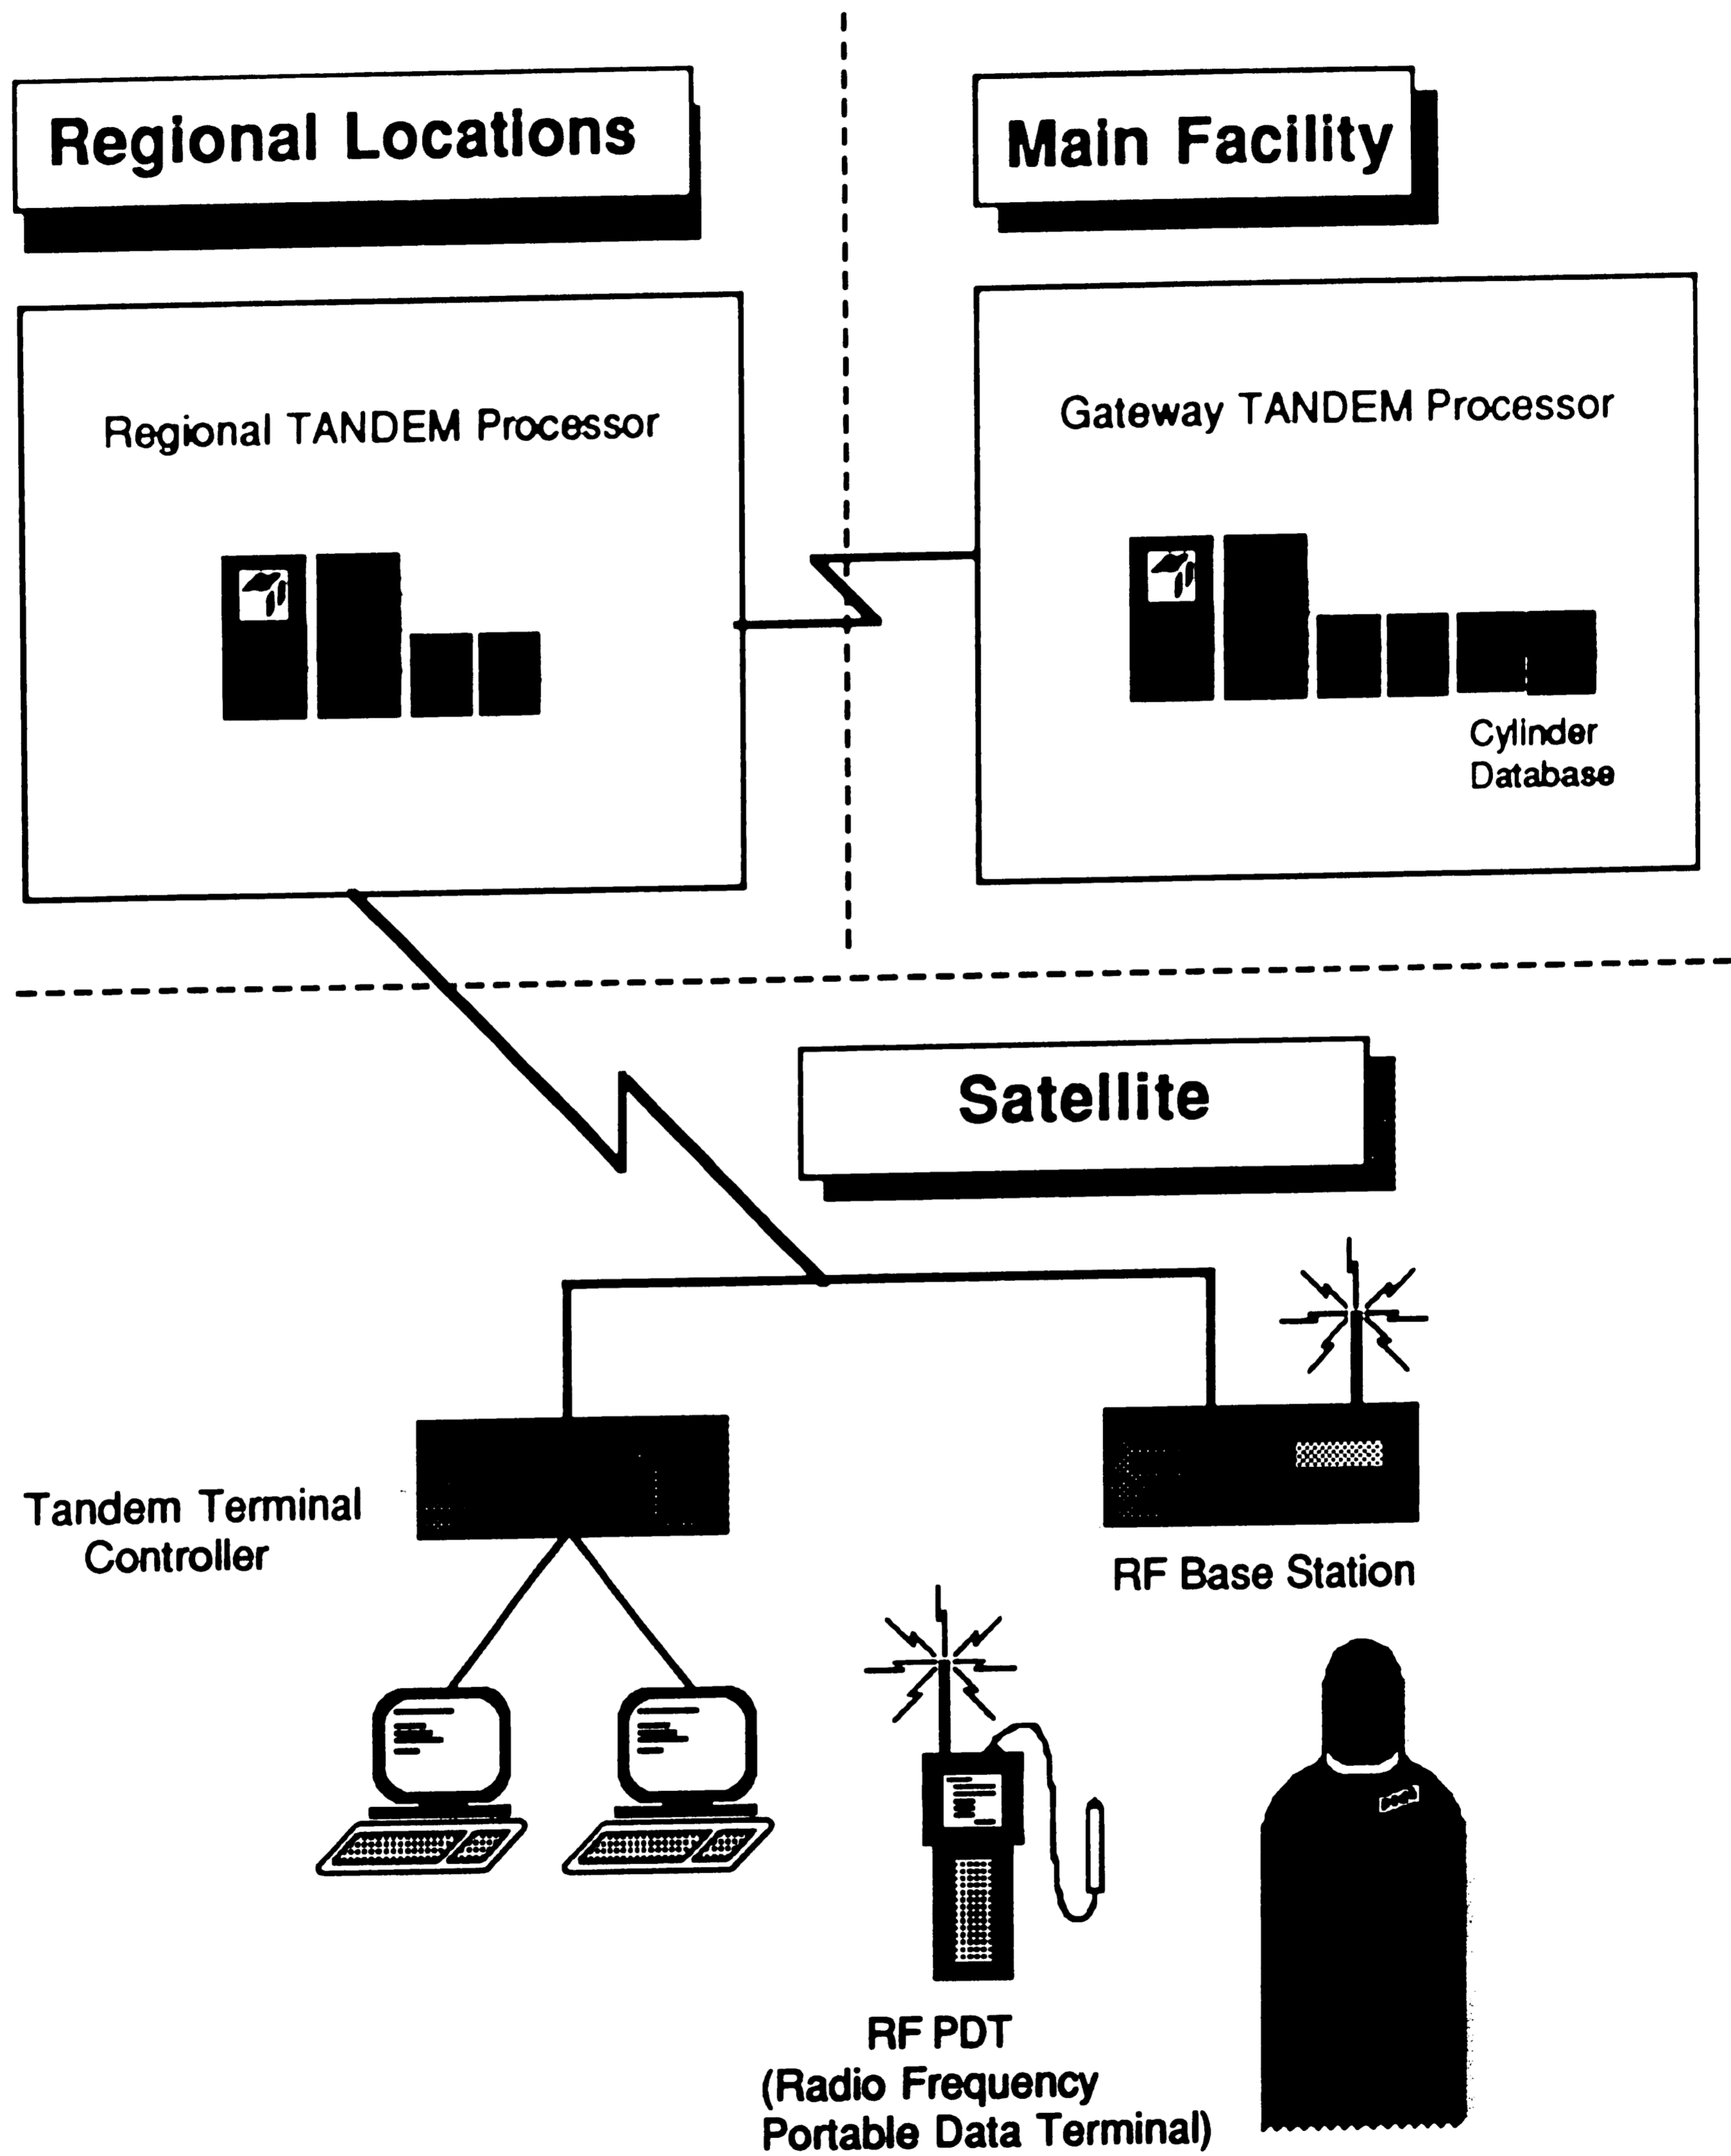 Regional Locations
Main Facility
Regional TANDEM Processor
Gateway TANDEM Processor
Cylinder
Database
Satellite
Tandem Terminal
Controller
RF Base Station
RF PDT
(Radio Frequency
Portable Data Terminal)